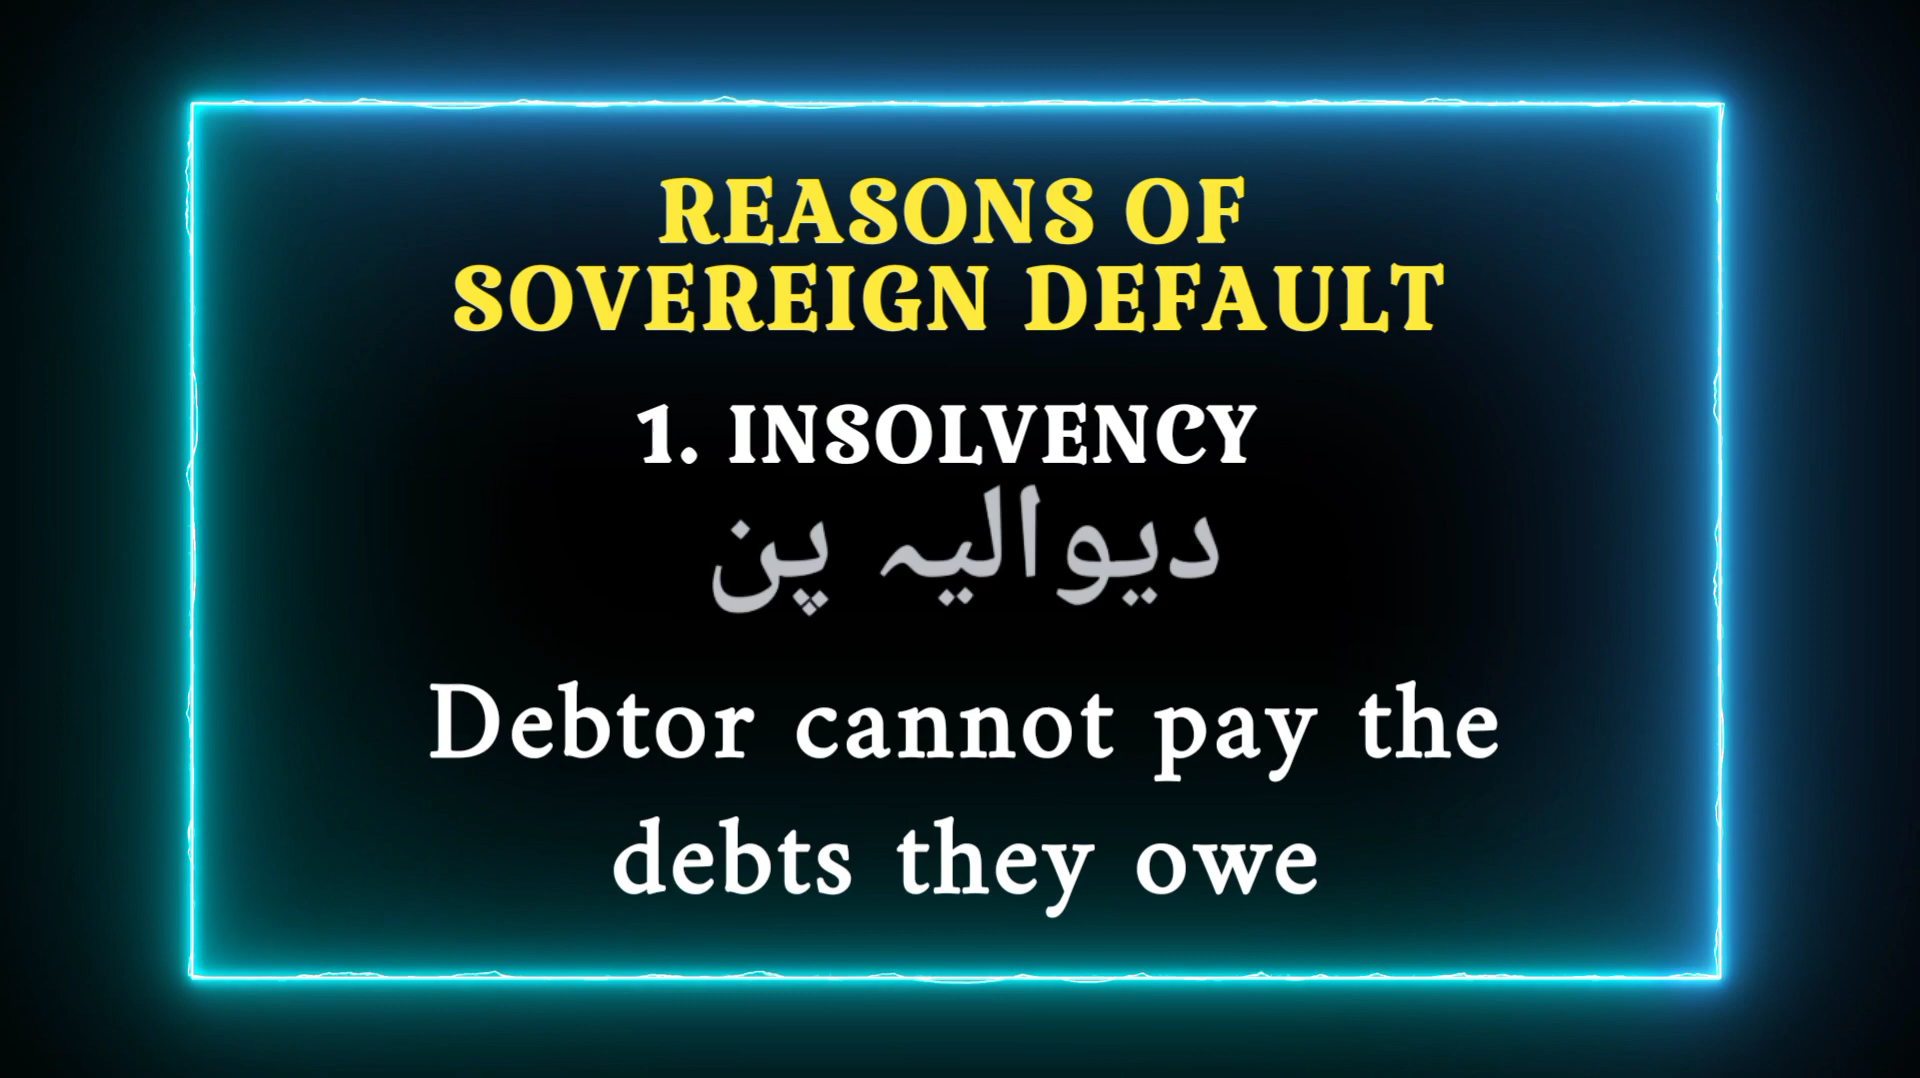 REASONS OF
SOVEREIGN DEFAULT
1. INSOLVENCY
دیوالیہ پن
Debtor cannot pay the
debts they owe